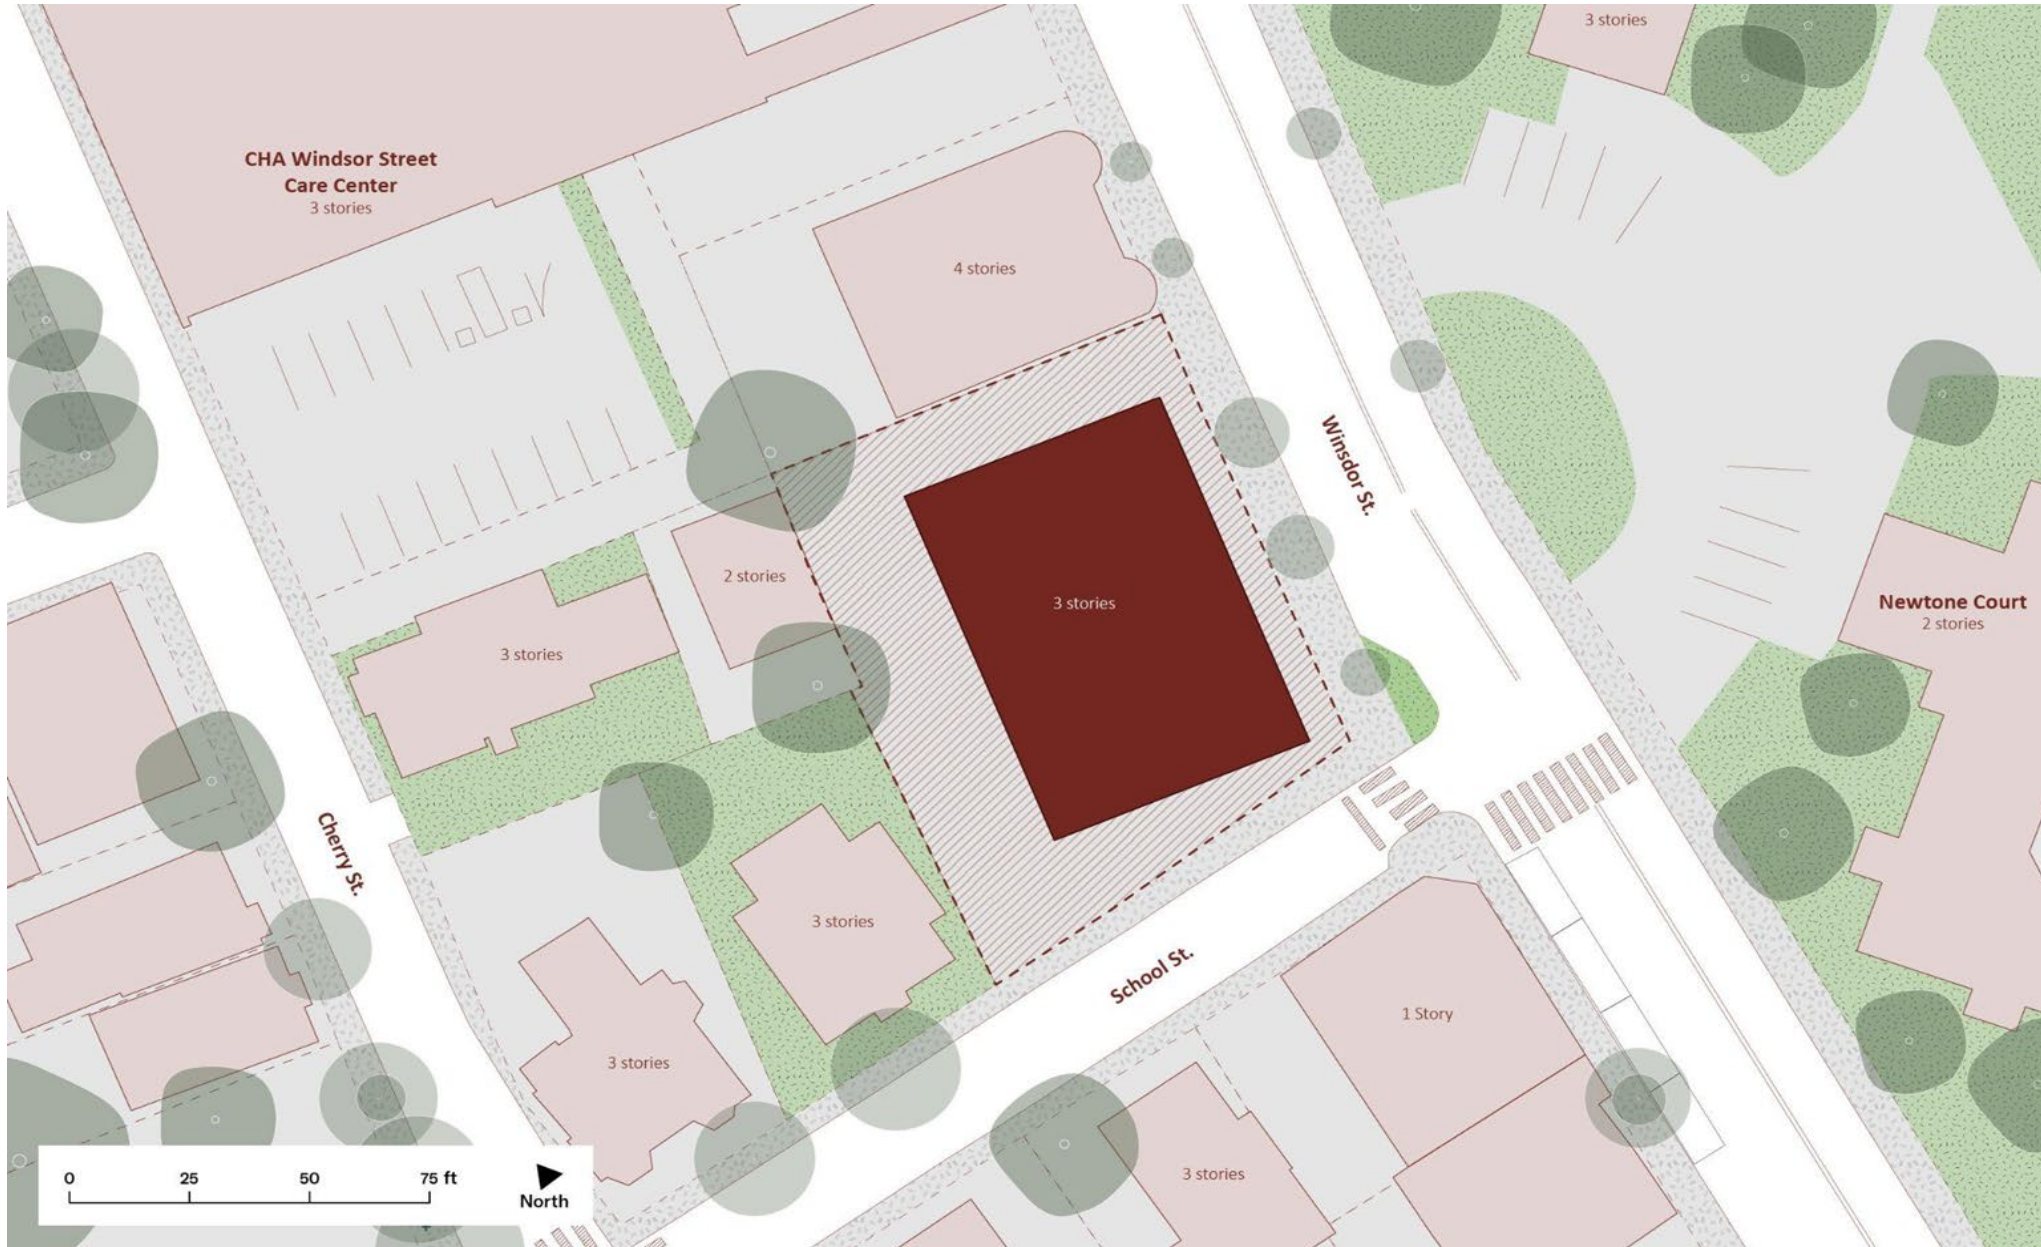 3 stories
CHA Windsor Street
Care Center
3 stories
4 stories
Winsdor St.
2 stories
3 stories
Newtone Court
2 stories
3 stories
Cherry St.
3 stories
School St.
1 Story
3 stories
3 stories
0 25 50 75 ft
North